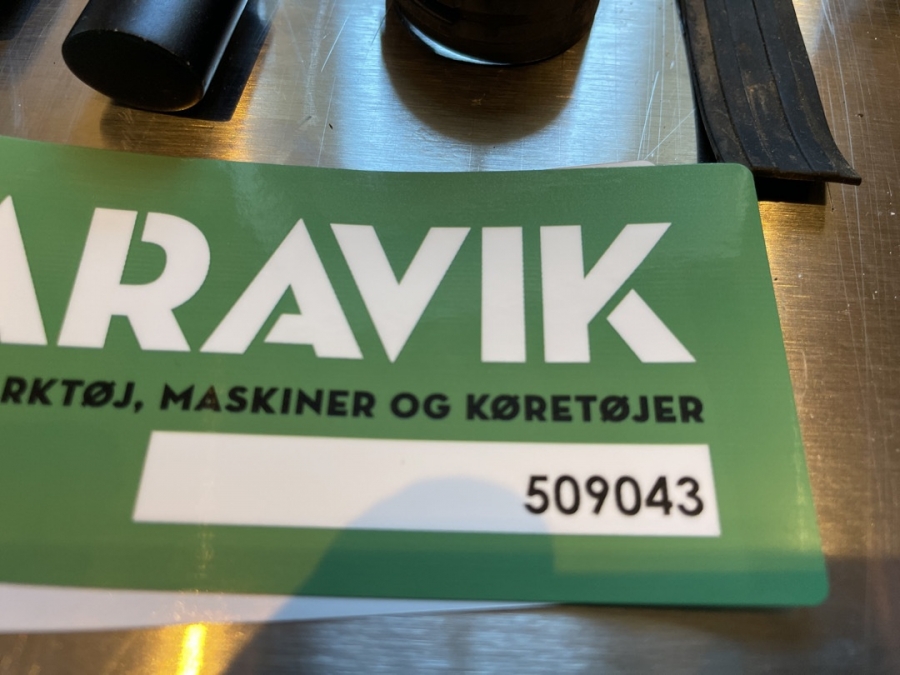 ARAVIK
RKTØJ, MASKINER OG KØRETØJER
509043